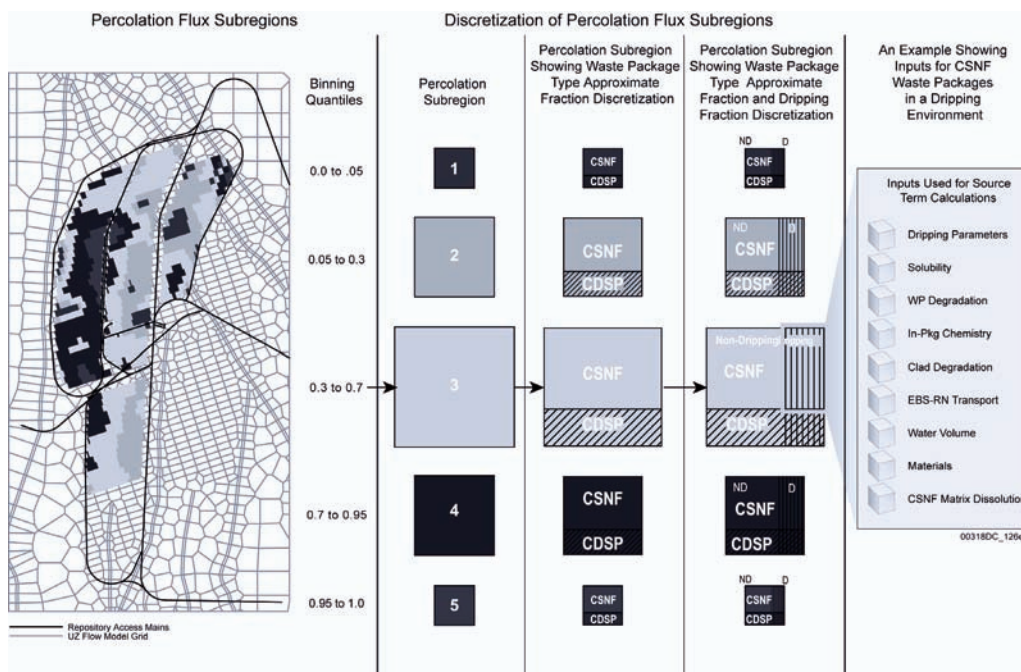 Percolation Flux Subregions
Discretization of Percolation Flux Subregions
Binning
Quantiles
Percolation
Subregion
Percolation Subregion
Showing Waste Package
Type Approximate
Fraction Discretization
Percolation Subregion
Showing Waste Package
Type Approximate
Fraction and Dripping
Fraction Discretization
An Example Showing
Inputs for CSNF
Waste Packages
in a Dripping
Environment
0.0 to .05
1
CSNF
CDSP
ND
D
CSNF
CDSP
0.05 to 0.3
2
CSNF
CDSP
ND
D
CSNF
CDSP
0.3 to 0.7
3
CSNF
CDSP
Non-Dripping
CSNF
CDSP
0.7 to 0.95
4
CSNF
CDSP
ND
D
CSNF
CDSP
0.95 to 1.0
5
CSNF
CDSP
ND
D
CSNF
CDSP
Inputs Used for Source
Term Calculations
Dripping Parameters
Solubility
WP Degradation
In-Pkg Chemistry
Clad Degradation
EBS-RN Transport
Water Volume
Materials
CSNF Matrix Dissolution
Repository Access Mains
UZ Flow Model Grid